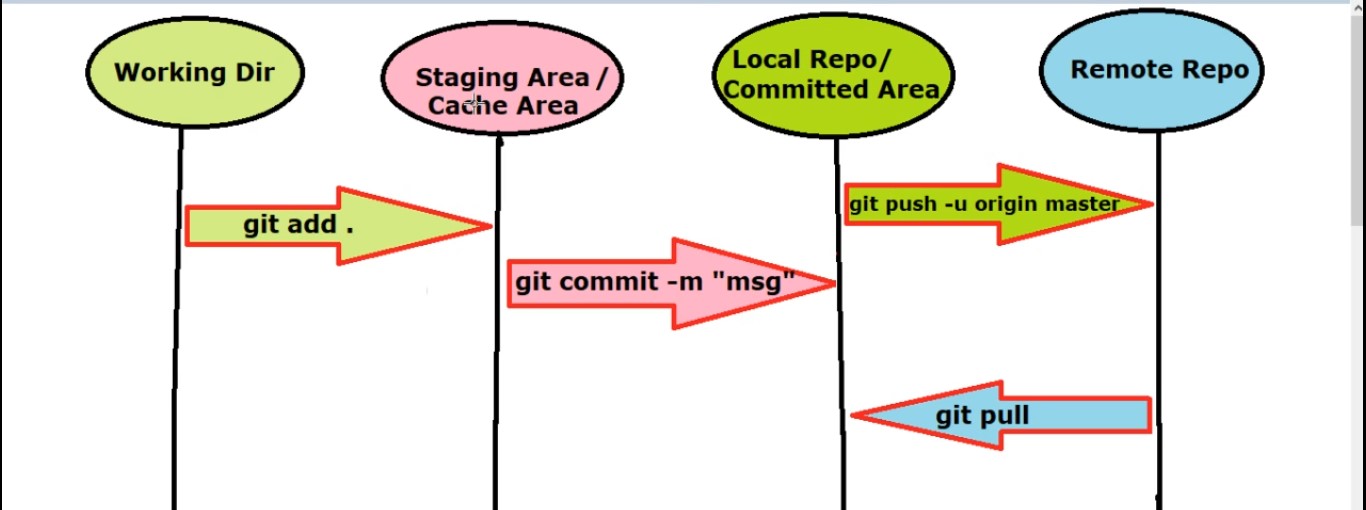 Working Dir
Staging Area /
Cache Area
Local Repo/
Committed Area
Remote Repo
git add .
git push -u origin master
git commit -m "msg"
git pull